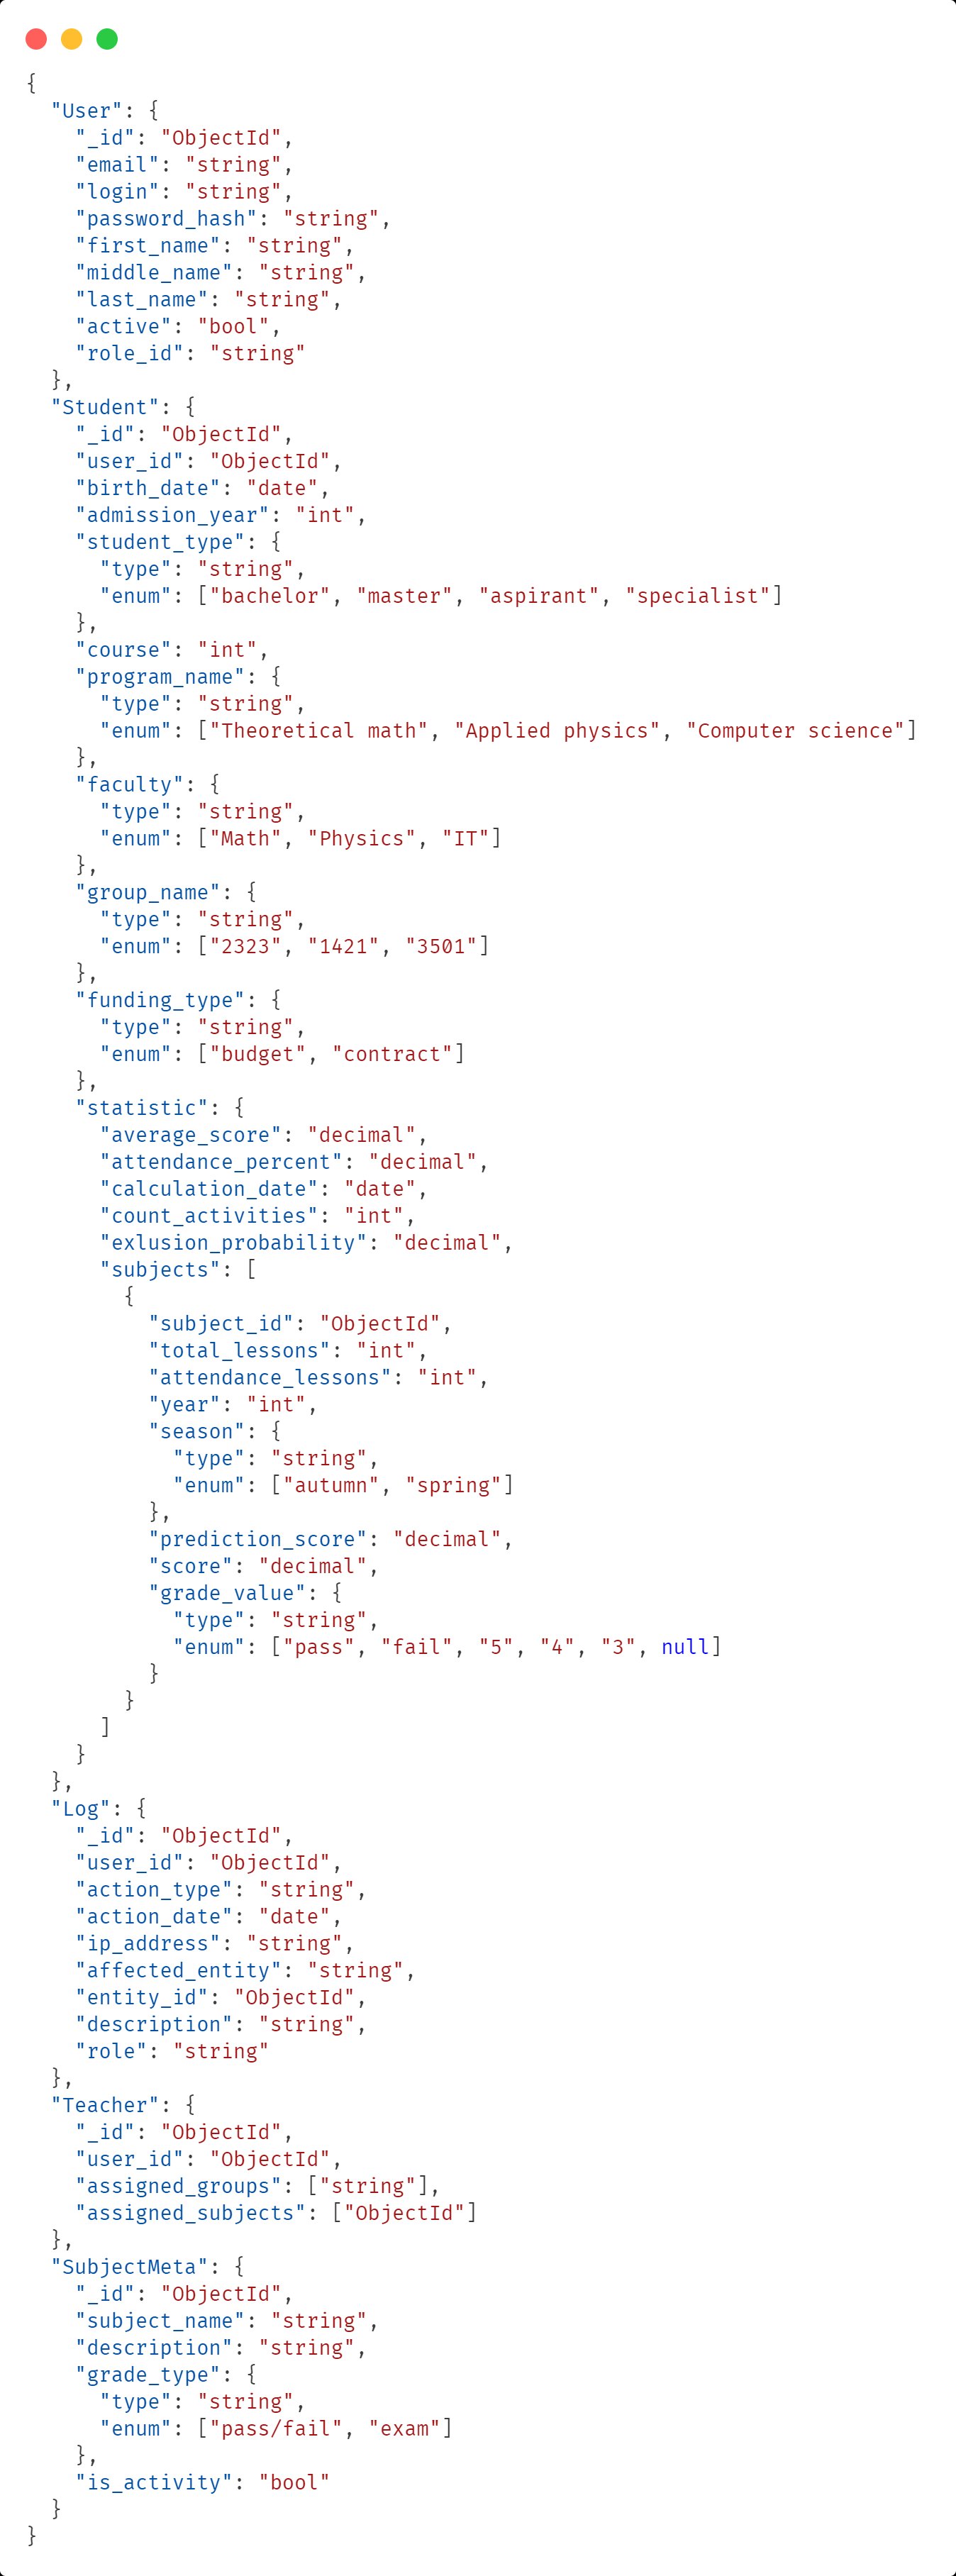 {
  "User": {
    "_id": "ObjectId",
    "email": "string",
    "login": "string",
    "password_hash": "string",
    "first_name": "string",
    "middle_name": "string",
    "last_name": "string",
    "active": "bool",
    "role_id": "string"
  },
  "Student": {
    "_id": "ObjectId",
    "user_id": "ObjectId",
    "birth_date": "date",
    "admission_year": "int",
    "student_type": {
      "type": "string",
      "enum": ["bachelor", "master", "aspirant", "specialist"]
    },
    "course": "int",
    "program_name": {
      "type": "string",
      "enum": ["Theoretical math", "Applied physics", "Computer science"]
    },
    "faculty": {
      "type": "string",
      "enum": ["Math", "Physics", "IT"]
    },
    "group_name": {
      "type": "string",
      "enum": ["2323", "1421", "3501"]
    },
    "funding_type": {
      "type": "string",
      "enum": ["budget", "contract"]
    },
    "statistic": {
      "average_score": "decimal",
      "attendance_percent": "decimal",
      "calculation_date": "date",
      "count_activities": "int",
      "exlusion_probability": "decimal",
      "subjects": [
        {
          "subject_id": "ObjectId",
          "total_lessons": "int",
          "attendance_lessons": "int",
          "year": "int",
          "season": {
            "type": "string",
            "enum": ["autumn", "spring"]
          },
          "prediction_score": "decimal",
          "score": "decimal",
          "grade_value": {
            "type": "string",
            "enum": ["pass", "fail", "5", "4", "3", null]
          }
        }
      ]
    }
  },
  "Log": {
    "_id": "ObjectId",
    "user_id": "ObjectId",
    "action_type": "string",
    "action_date": "date",
    "ip_address": "string",
    "affected_entity": "string",
    "entity_id": "ObjectId",
    "description": "string",
    "role": "string"
  },
  "Teacher": {
    "_id": "ObjectId",
    "user_id": "ObjectId",
    "assigned_groups": ["string"],
    "assigned_subjects": ["ObjectId"]
  },
  "SubjectMeta": {
    "_id": "ObjectId",
    "subject_name": "string",
    "description": "string",
    "grade_type": {
      "type": "string",
      "enum": ["pass/fail", "exam"]
    },
    "is_activity": "bool"
  }
}